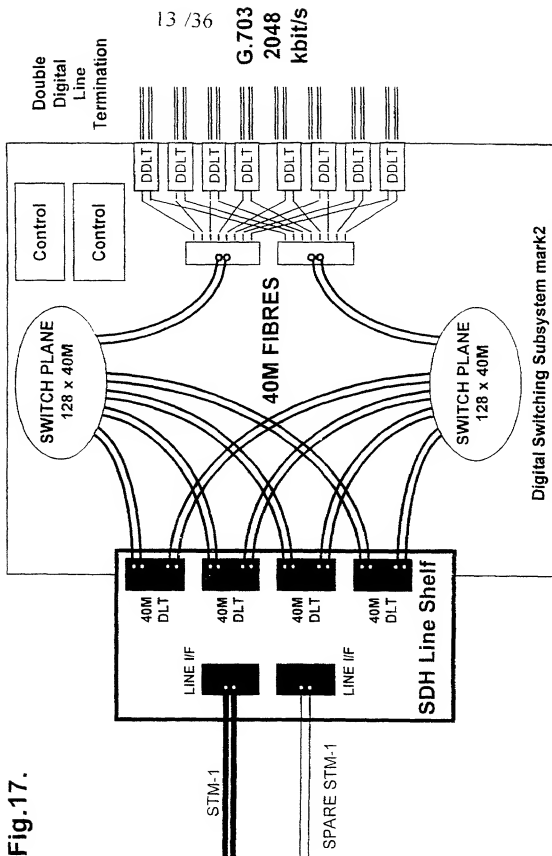 13 /36
Fig.17.
Double
Digital
Line
Termination
G.703
2048
kbit/s
Control
Control
DDLT
DDLT
DDLT
DDLT
DDLT
DDLT
DDLT
DDLT
SWITCH PLANE
128 x 40M
40M FIBRES
SWITCH PLANE
128 x 40M
Digital Switching Subsystem mark2
40M
DLT
40M
DLT
40M
DLT
40M
DLT
LINE I/F
LINE I/F
SDH Line Shelf
STM-1
SPARE STM-1